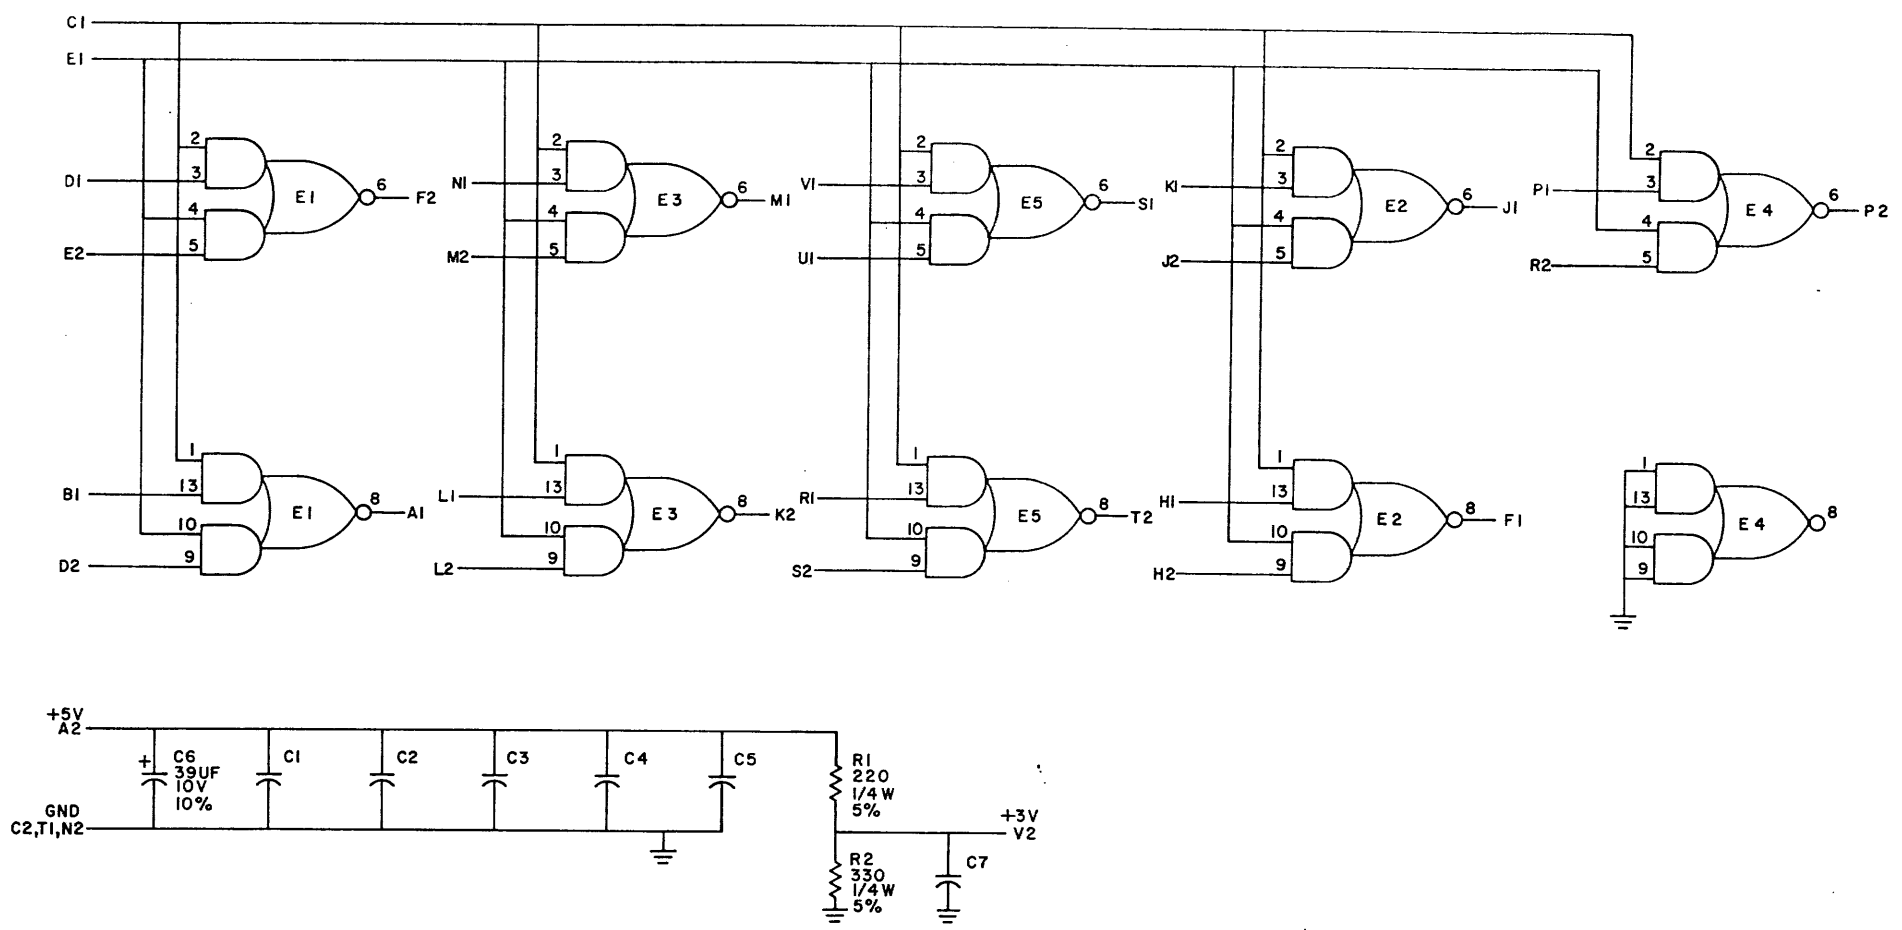 C1
E1
2
D1
3
E1
6
F2
4
E2
5
2
N1
3
E3
6
M1
4
M2
5
2
V1
3
E5
6
S1
4
U1
5
2
K1
3
E2
6
J1
4
J2
5
2
P1
3
E4
6
P2
4
R2
5
1
B1
13
E1
8
A1
10
D2
9
1
L1
13
E3
8
K2
10
L2
9
1
R1
13
E5
8
T2
10
S2
9
1
H1
13
E2
8
F1
10
H2
9
1
13
E4
8
10
9
+5V
A2
+
C6
39UF
10V
10%
C1
C2
C3
C4
C5
GND
C2,T1,N2
R1
220
1/4W
5%
+3V
V2
R2
330
1/4W
5%
C7